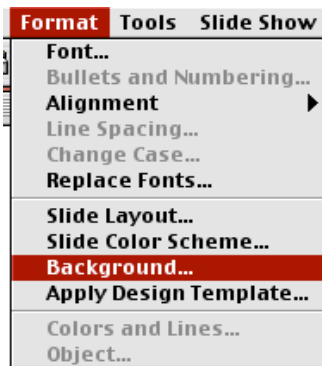 Format Tools Slide Show
Font...
Bullets and Numbering...
Alignment
Line Spacing...
Change Case...
Replace Fonts...
Slide Layout...
Slide Color Scheme...
Background...
Apply Design Template...
Colors and Lines...
Object...